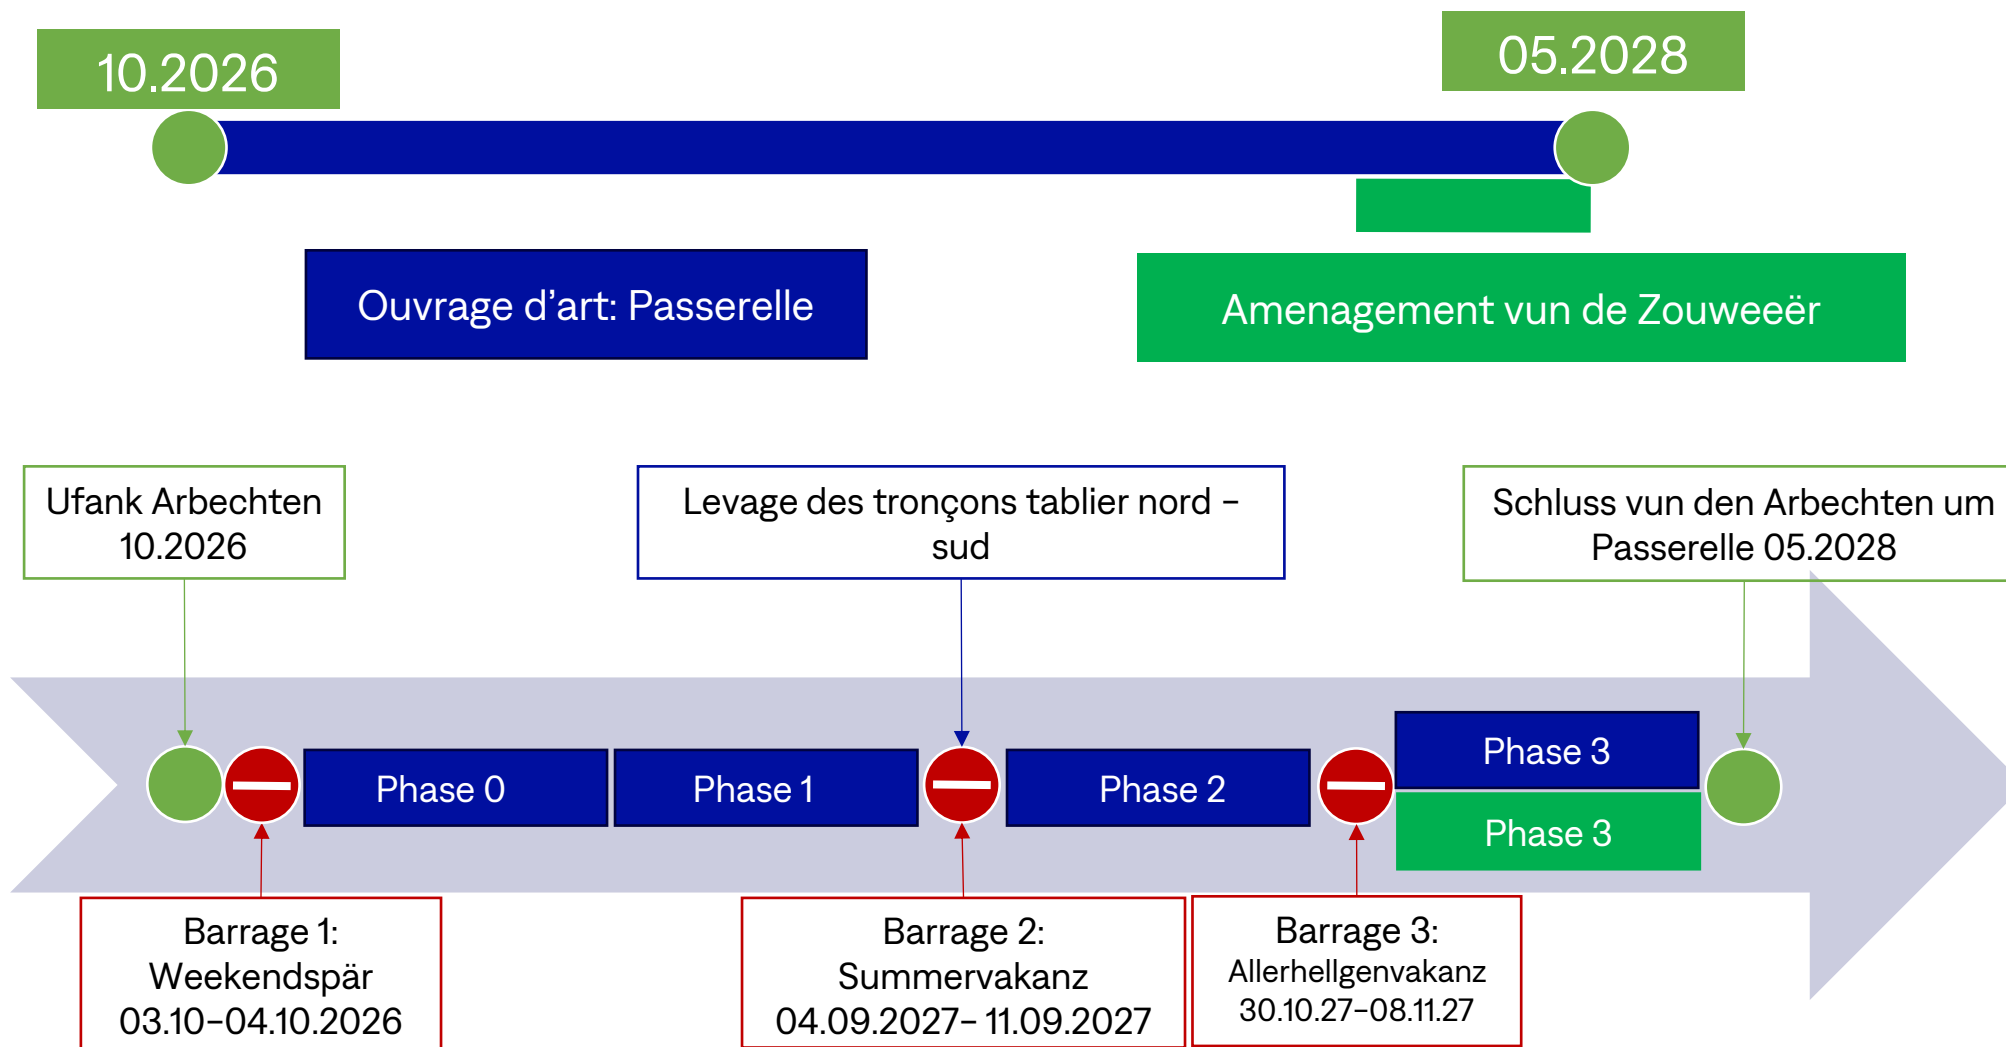 10.2026
05.2028
Ouvrage d’art: Passerelle
Amenagement vun de Zouweeër
Ufank Arbechten
10.2026
Levage des tronçons tablier nord –
sud
Schluss vun den Arbechten um
Passerelle 05.2028
Phase 0
Phase 1
Phase 2
Phase 3
Phase 3
Barrage 1:
Weekendspär
03.10–04.10.2026
Barrage 2:
Summervakanz
04.09.2027– 11.09.2027
Barrage 3:
Allerhellgenvakanz
30.10.27–08.11.27